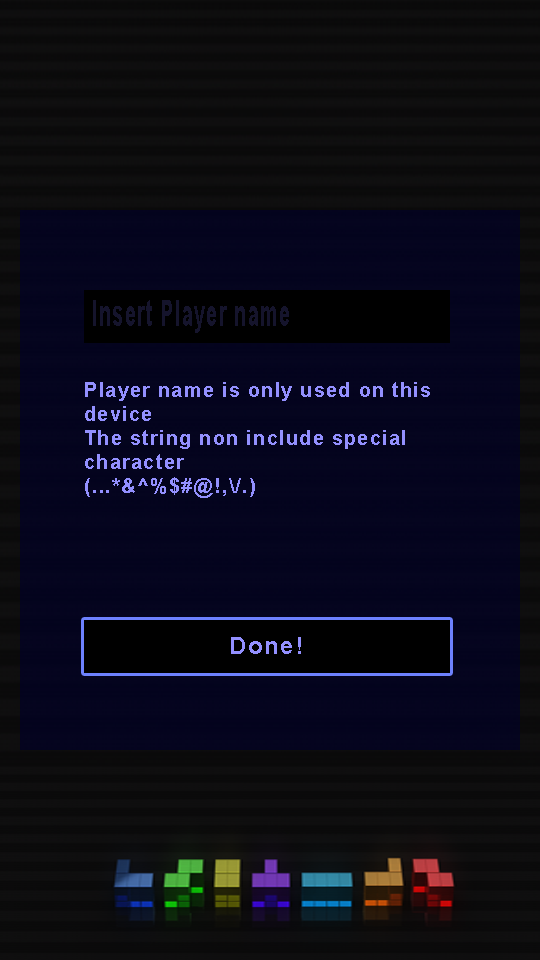 Insert Player name
Player name is only used on this
device
The string non include special
character
(...*&^%$#@!,\/.)
Done!